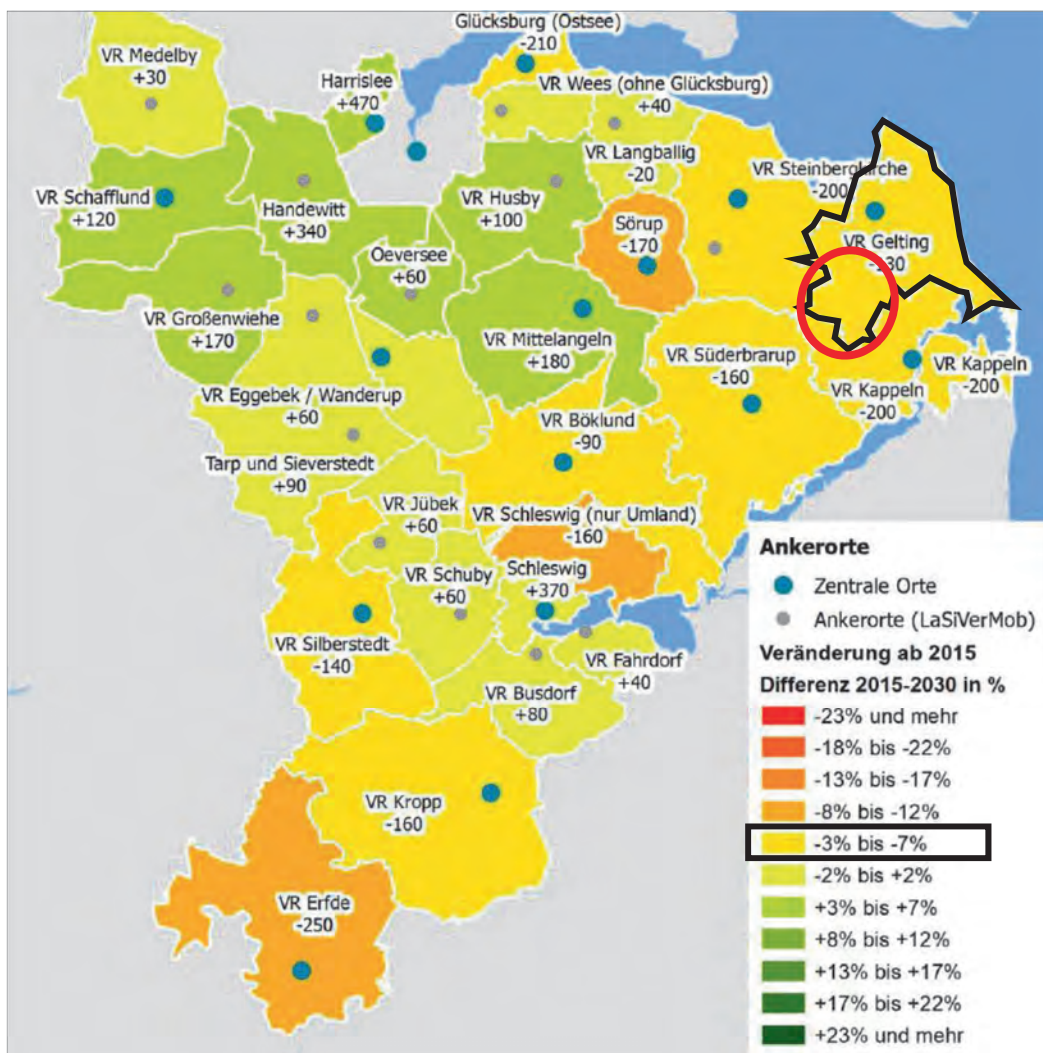 Glücksburg (Ostsee)
-210
VR Medelby
+30
Harrislee
+470
VR Wees (ohne Glücksburg)
+40
VR Langballig
-20
VR Steinbergkirche
-200
VR Schafflund
+120
Handewitt
+340
VR Husby
+100
Sörup
-170
VR Gelting
-130
Oeversee
+60
VR Großenwiehe
+170
VR Mittelangeln
+180
VR Süderbrarup
-160
VR Kappeln
-200
VR Kappeln
-200
VR Eggebek / Wanderup
+60
VR Böklund
-90
Tarp und Sieverstedt
+90
VR Jübek
+60
VR Schleswig (nur Umland)
-160
VR Schuby
+60
Schleswig
+370
VR Silberstedt
-140
VR Fahrdorf
+40
VR Busdorf
+80
VR Kropp
-160
VR Erfde
-250
Ankerorte
Zentrale Orte
Ankerorte (LaSiVerMob)
Veränderung ab 2015
Differenz 2015-2030 in %
-23% und mehr
-18% bis -22%
-13% bis -17%
-8% bis -12%
-3% bis -7%
-2% bis +2%
+3% bis +7%
+8% bis +12%
+13% bis +17%
+17% bis +22%
+23% und mehr